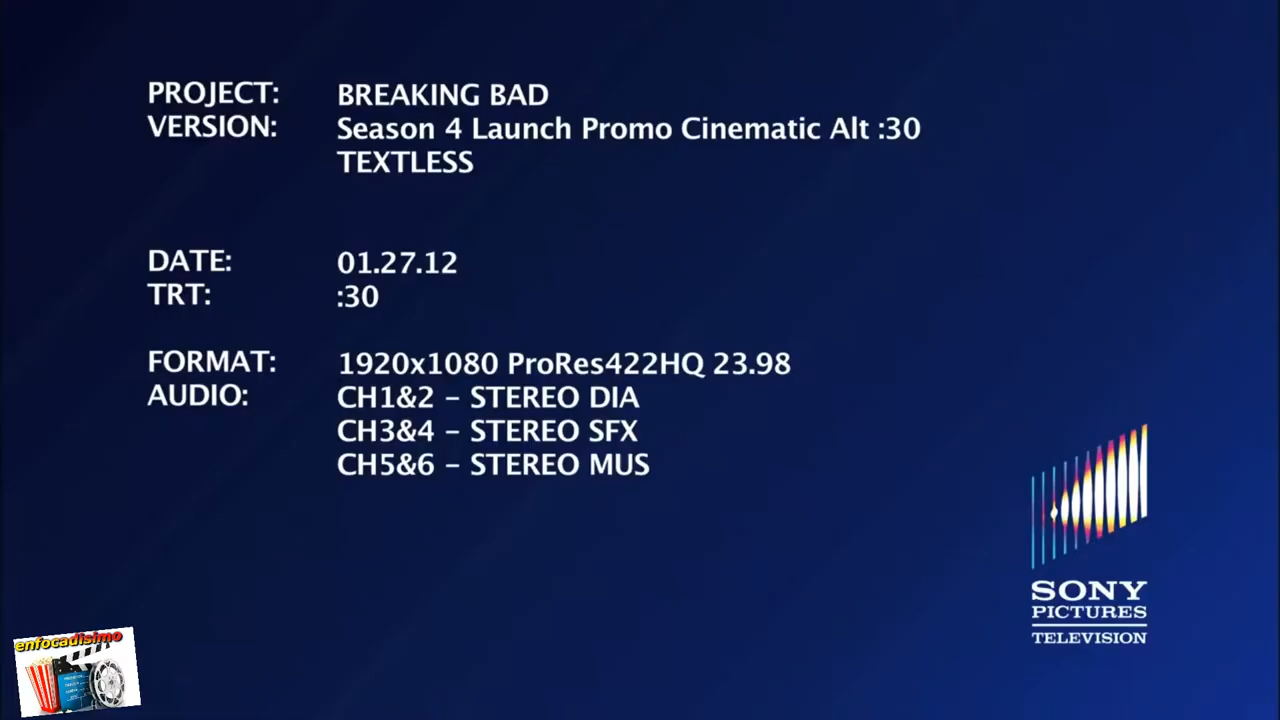 PROJECT: BREAKING BAD
VERSION: Season 4 Launch Promo Cinematic Alt :30
TEXTLESS
DATE: 01.27.12
TRT: :30
FORMAT: 1920x1080 ProRes422HQ 23.98
AUDIO: CH1&2 – STEREO DIA
CH3&4 – STEREO SFX
CH5&6 – STEREO MUS
SONY
PICTURES
TELEVISION
enfocadisimo